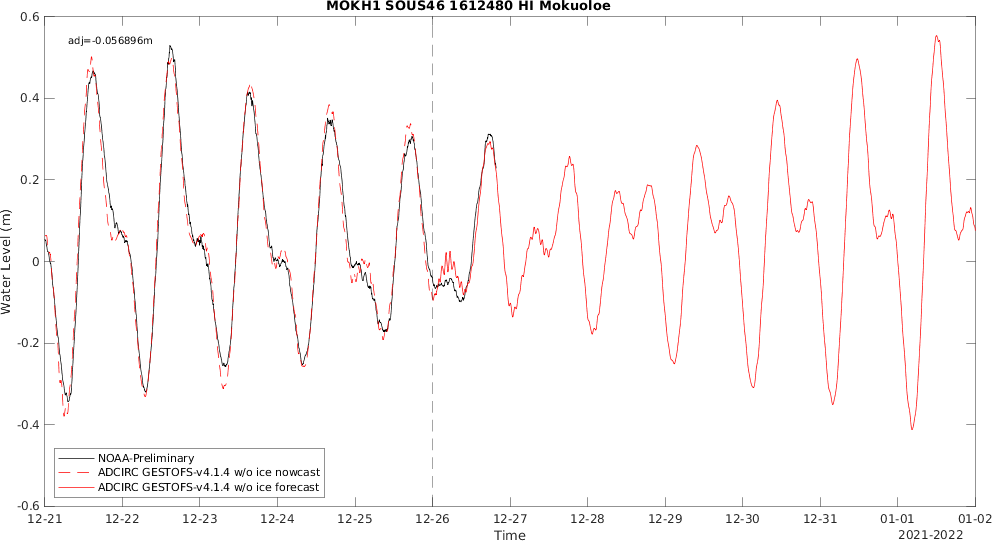 MOKH1 SOUS46 1612480 HI Mokuoloe
adj=-0.056896m
0.6
0.4
0.2
0
-0.2
-0.4
-0.6
Water Level (m)
NOAA-Preliminary
ADCIRC GESTOFS-v4.1.4 w/o ice nowcast
ADCIRC GESTOFS-v4.1.4 w/o ice forecast
12-21 12-22 12-23 12-24 12-25 12-26 12-27 12-28 12-29 12-30 12-31 01-01 01-02
Time
2021-2022